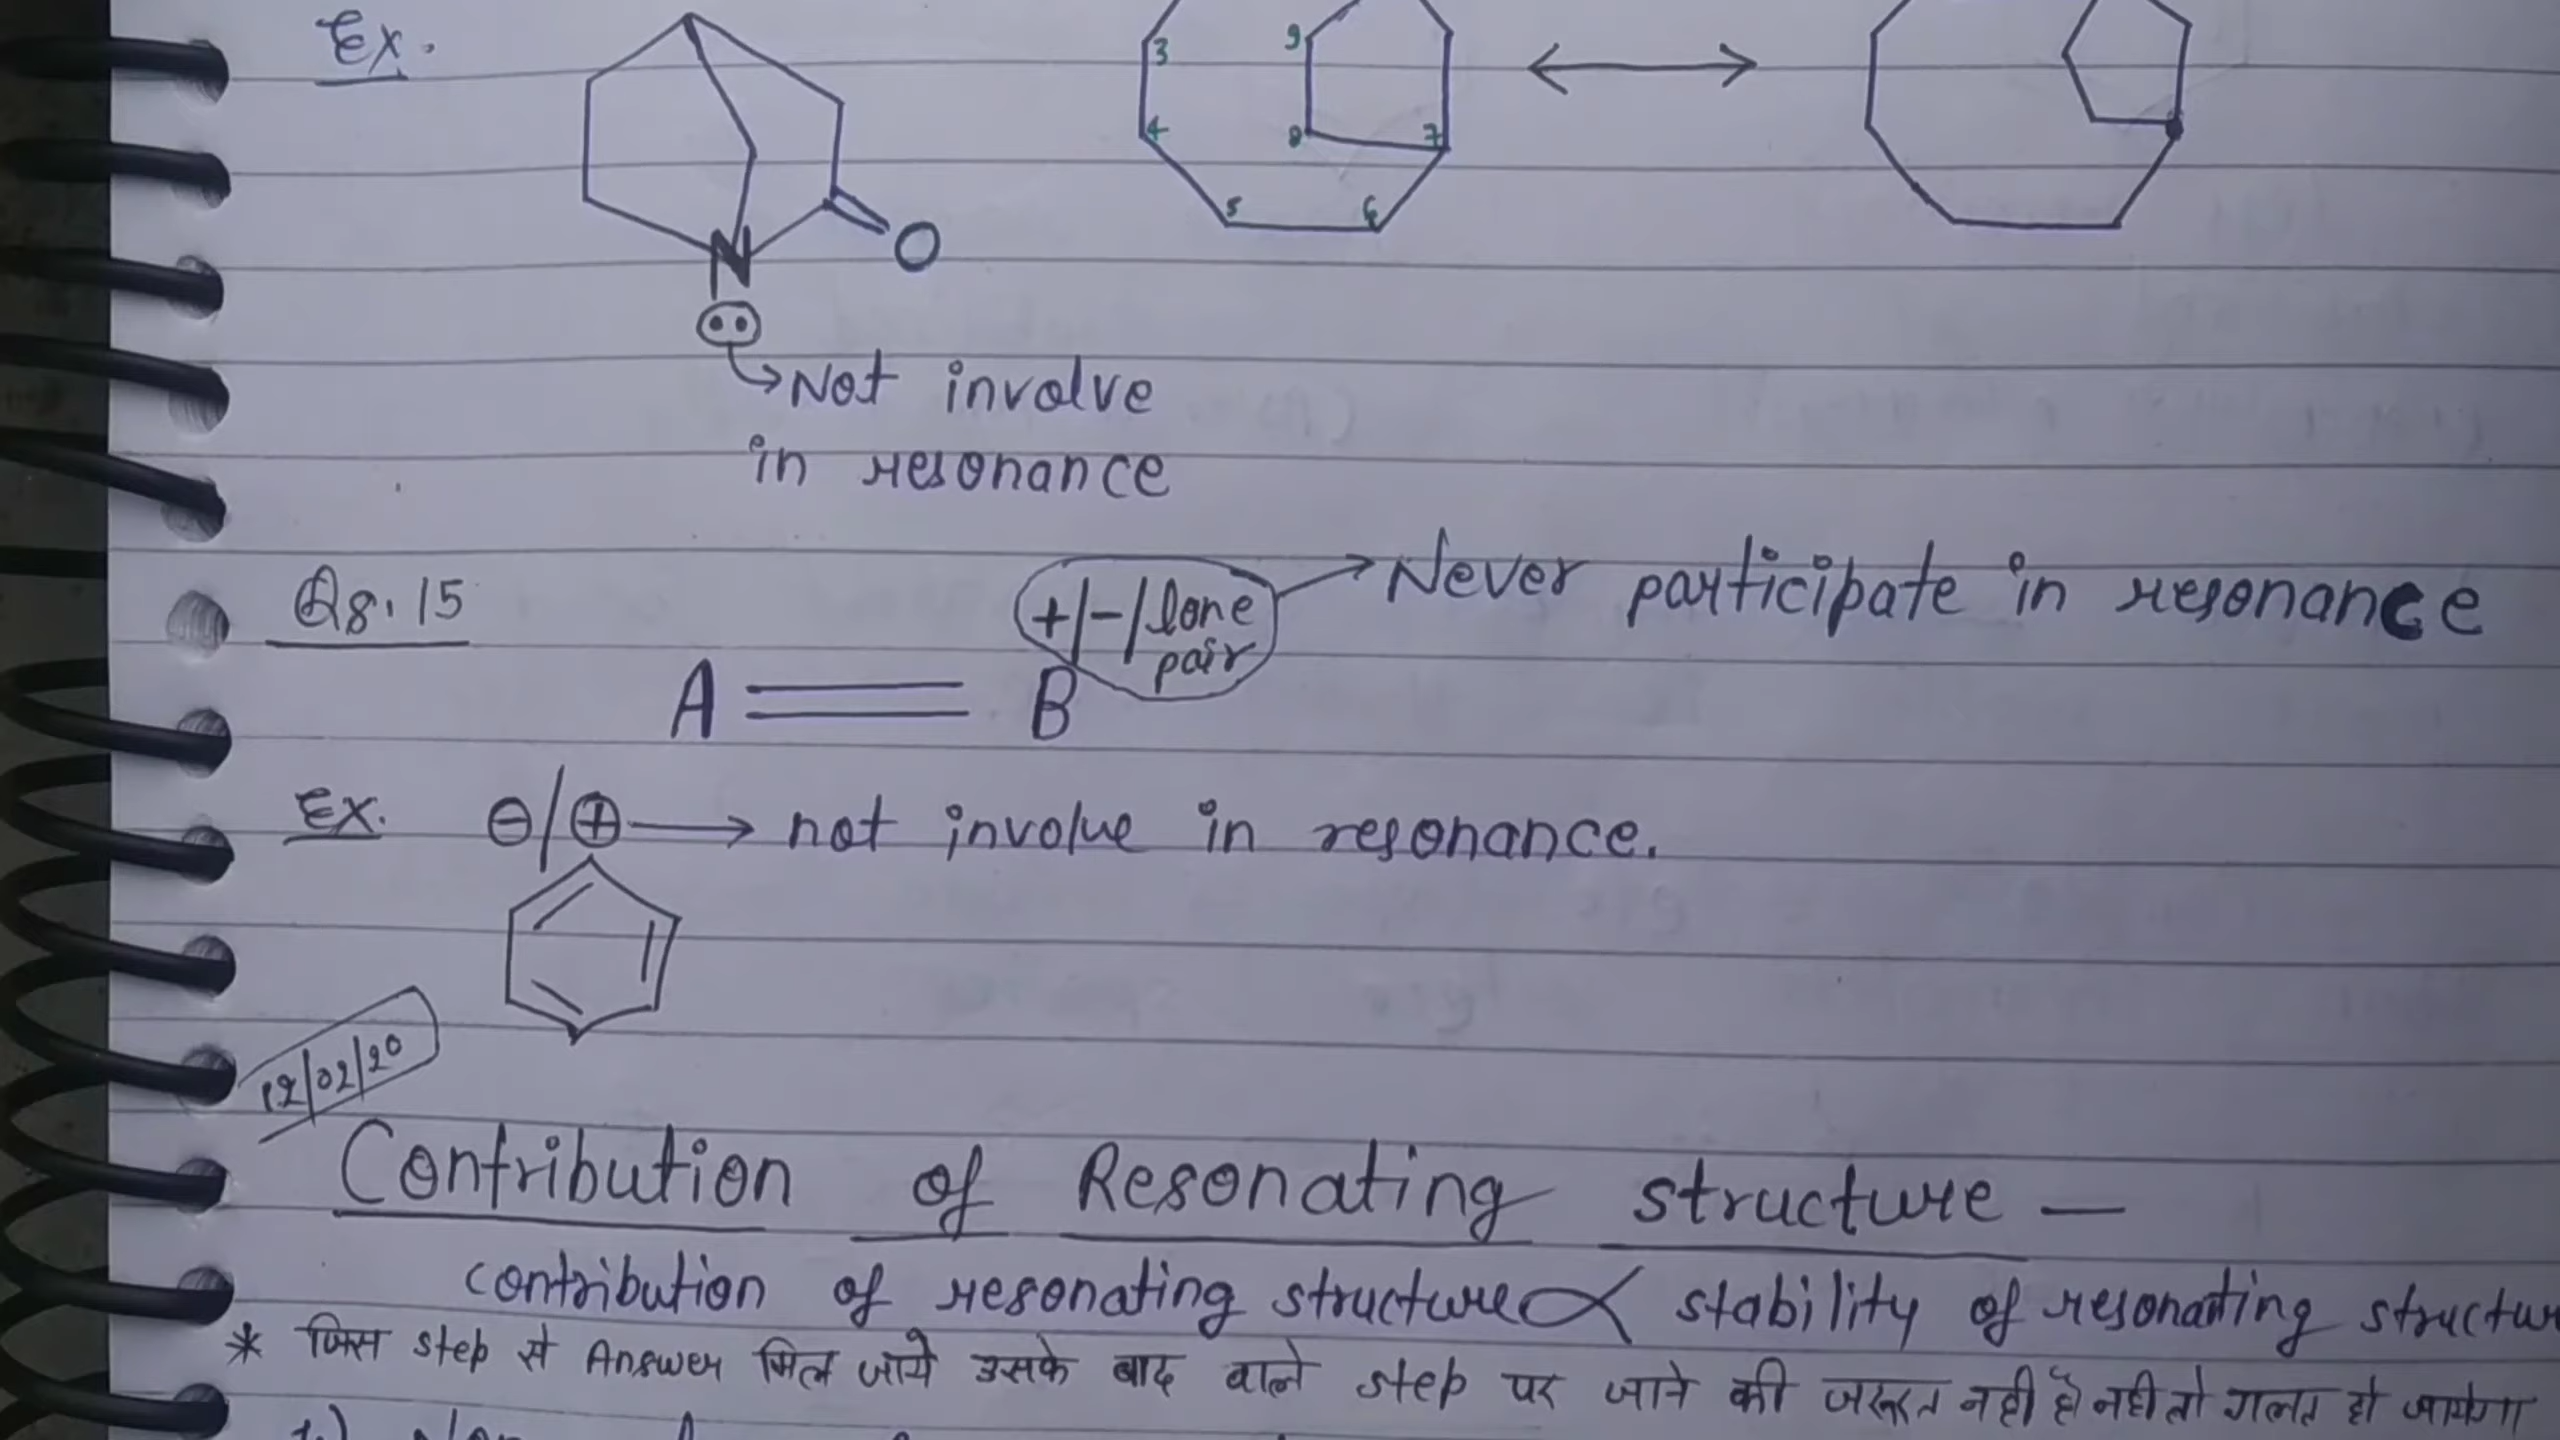 Ex.
3 9
4 8 7
5 6
N O
Not involve
in resonance
Q8.15
+/-/lone pair → Never participate in resonance
A = B
Ex. ⊖/⊕ → not involve in resonance.
12/02/20
Contribution of Resonating structure —
contribution of resonating structure ∝ stability of resonating
* जिस step से Answer मिल जाये उसके बाद वाले step पर जाने की जरूरत नही है नही तो गलत हो जायेगा